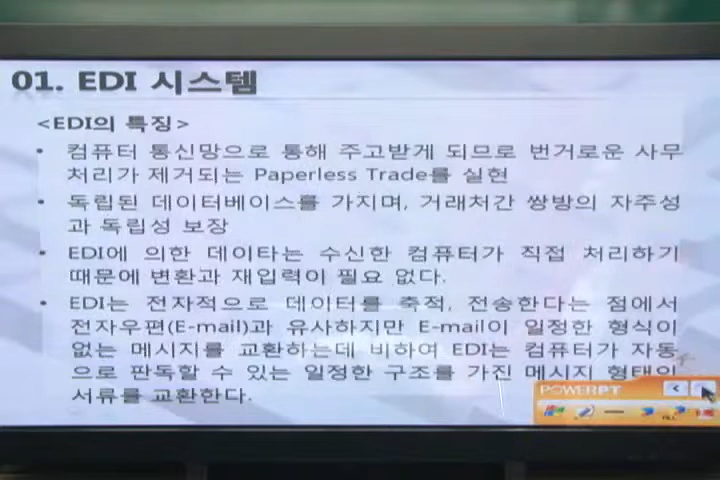 01. EDI 시스템
<EDI의 특징>
• 컴퓨터 통신망으로 통해 주고받게 되므로 번거로운 사무
처리가 제거되는 Paperless Trade를 실현
• 독립된 데이터베이스를 가지며, 거래처간 쌍방의 자주성
과 독립성 보장
• EDI에 의한 데이타는 수신한 컴퓨터가 직접 처리하기
때문에 변환과 재입력이 필요 없다.
• EDI는 전자적으로 데이터를 축적, 전송한다는 점에서
전자우편(E-mail)과 유사하지만 E-mail이 일정한 형식이
없는 메시지를 교환하는데 비하여 EDI는 컴퓨터가 자동
으로 판독할 수 있는 일정한 구조를 가진 메시지 형태의
서류를 교환한다.
POWERPT